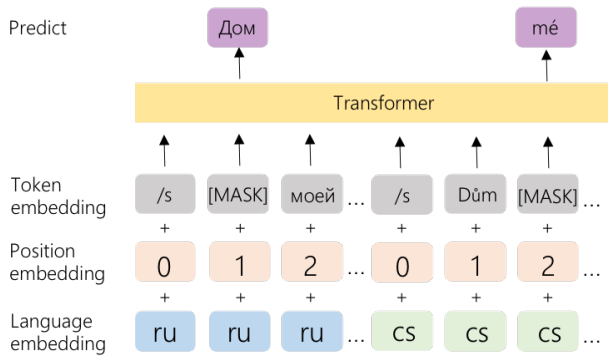 Predict Дом mé
Transformer
Token embedding /s [MASK] моей ... /s Dům [MASK] ...
+ + + + + +
Position embedding 0 1 2 ... 0 1 2 ...
+ + + + + +
Language embedding ru ru ru ... cs cs cs ...